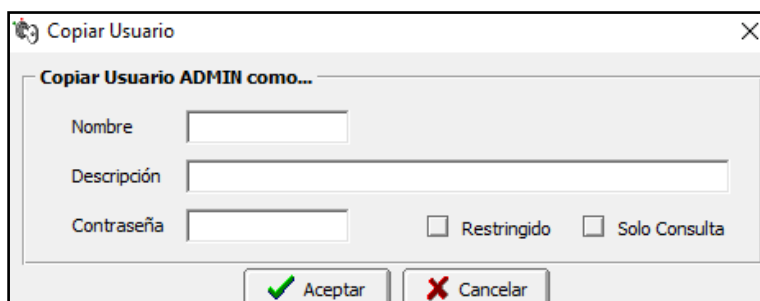 Copiar Usuario
Copiar Usuario ADMIN como...
Nombre
Descripción
Contraseña Restringido Solo Consulta
Aceptar Cancelar